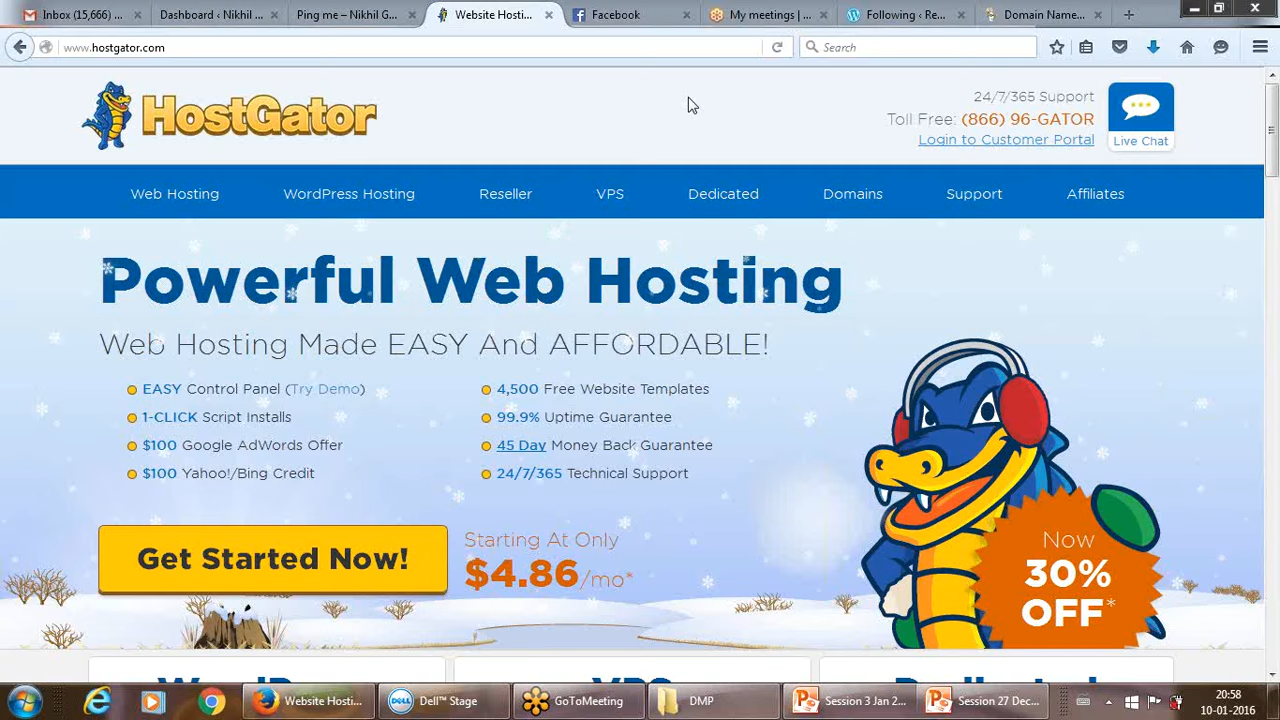 Inbox (15,666) ...
Dashboard ‹ Nikhil ...
Ping me – Nikhil G...
Website Hosti...
Facebook
My meetings | ...
Following ‹ Re...
Domain Name...
www.hostgator.com
Search
HostGator
24/7/365 Support
Toll Free: (866) 96-GATOR
Login to Customer Portal
Live Chat
Web Hosting
WordPress Hosting
Reseller
VPS
Dedicated
Domains
Support
Affiliates
Powerful Web Hosting
Web Hosting Made EASY And AFFORDABLE!
EASY Control Panel (Try Demo)
1-CLICK Script Installs
$100 Google AdWords Offer
$100 Yahoo!/Bing Credit
4,500 Free Website Templates
99.9% Uptime Guarantee
45 Day Money Back Guarantee
24/7/365 Technical Support
Get Started Now!
Starting At Only
$4.86/mo*
Now
30%
OFF*
VPS
Website Hosti...
DELL
Dell™ Stage
GoToMeeting
DMP
Session 3 Jan 2...
Session 27 Dec...
20:58
10-01-2016